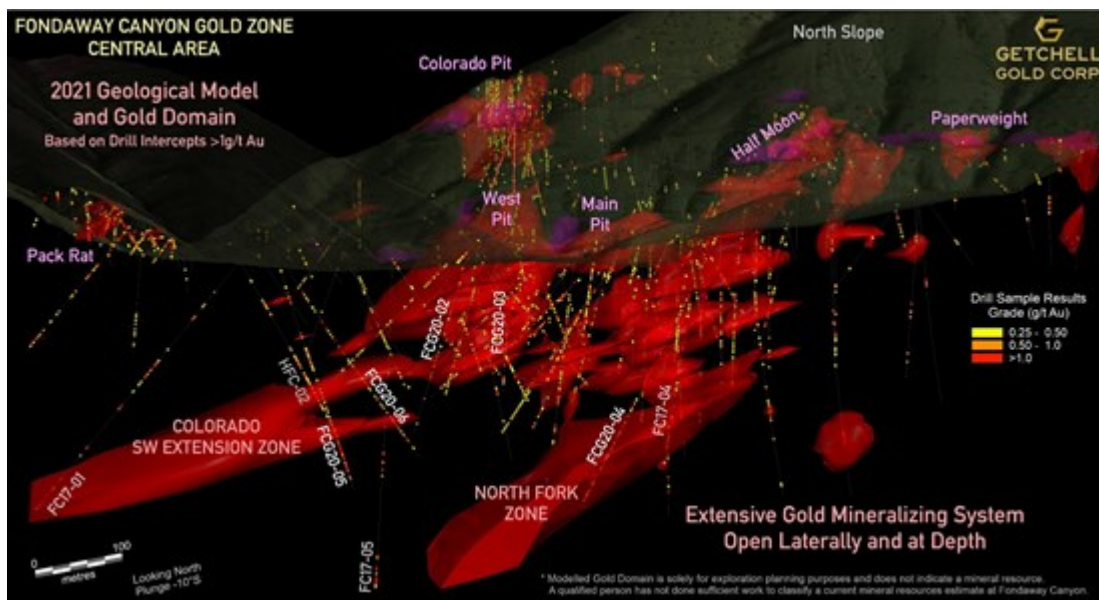 FONDAWAY CANYON GOLD ZONE
CENTRAL AREA
2021 Geological Model
and Gold Domain
Based on Drill Intercepts >1g/t Au
North Slope
GETCHELL
GOLD CORP
Colorado Pit
Half Moon
Paperweight
West
Pit
Main
Pit
Pack Rat
Drill Sample Results
Grade (g/t Au)
0.25 - 0.50
0.50 - 1.0
>1.0
FCG20-02
FCG20-03
HFC-02
FCG20-06
FCG20-05
FCG20-04
FC17-04
COLORADO
SW EXTENSION ZONE
FC17-01
NORTH FORK
ZONE
FC17-05
Extensive Gold Mineralizing System
Open Laterally and at Depth
0 100
metres
Looking North
Plunge -10°S
* Modelled Gold Domain is solely for exploration planning purposes and does not indicate a mineral resource.
A qualified person has not done sufficient work to classify a current mineral resources estimate at Fondaway Canyon.